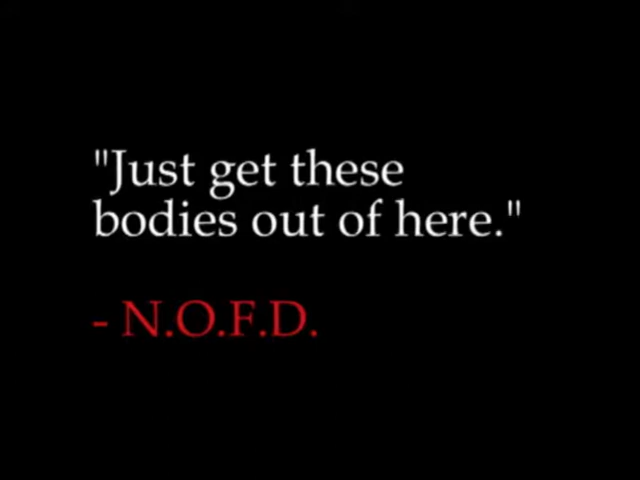 "Just get these
bodies out of here."
- N.O.F.D.